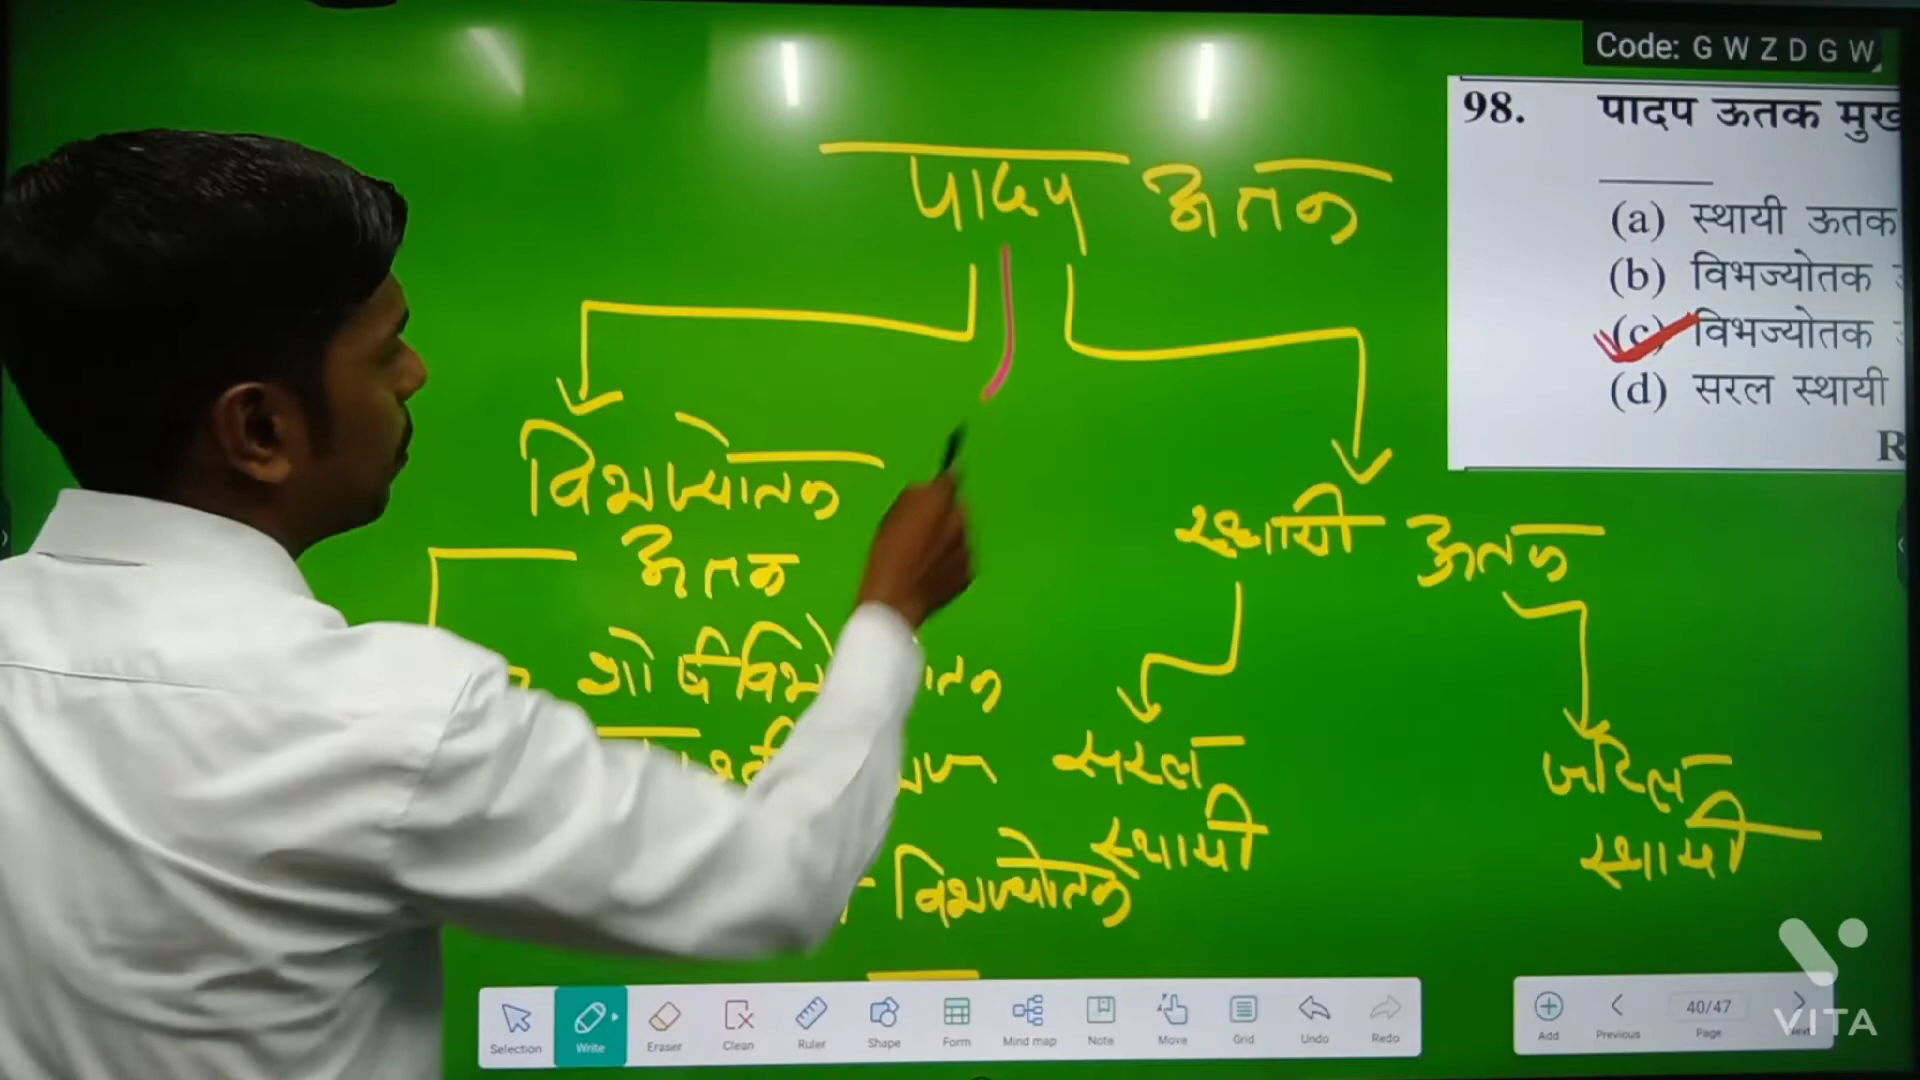 Code: G W Z D G W
98. पादप ऊतक मुख
(a) स्थायी ऊतक
(b) विभज्योतक
(c) विभज्योतक
(d) सरल स्थायी
R
पादप ऊतक
विभज्योतक
ऊतक
स्थायी ऊतक
सरल
स्थायी
जटिल
स्थायी
विभज्योतक
Selection Write Eraser Clean Ruler Shape Form Mind map Note Move Grid Undo Redo
Add Previous 40/47 Page
VITA